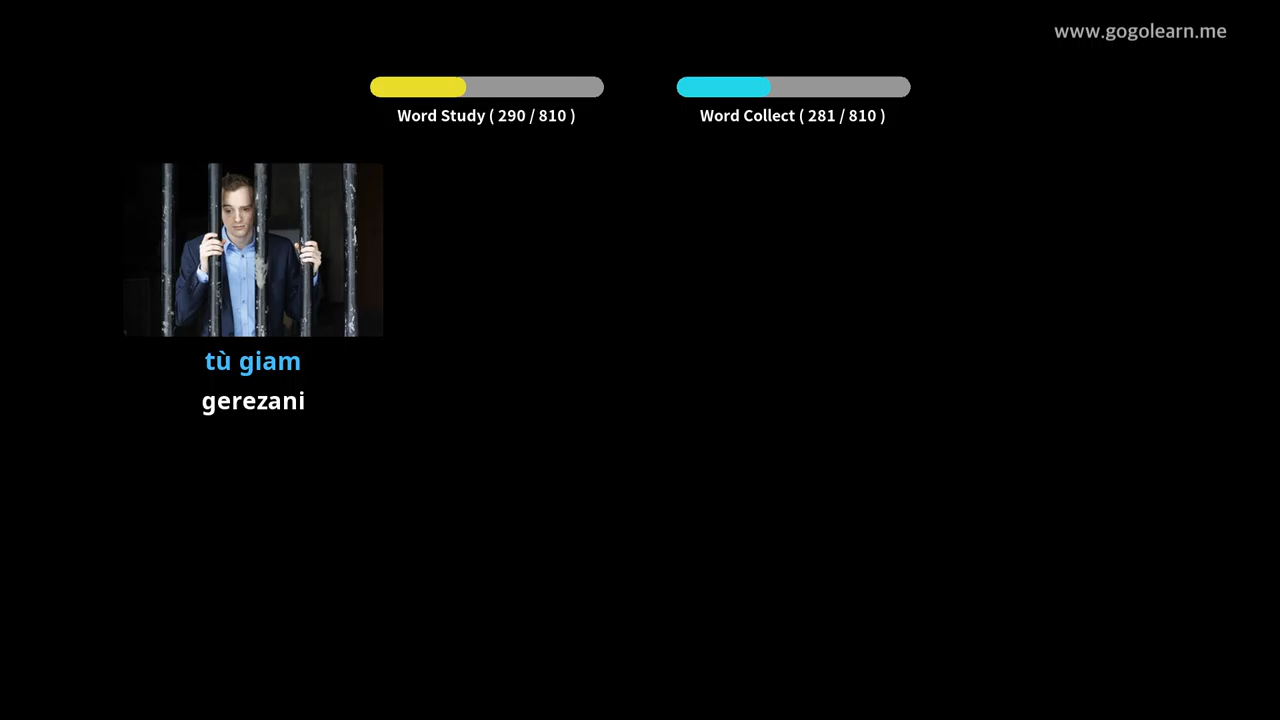 www.gogolearn.me
Word Study ( 290 / 810 )
Word Collect ( 281 / 810 )
tù giam
gerezani